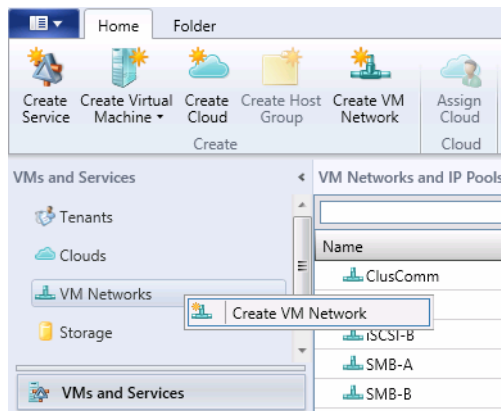 Home Folder
Create Service
Create Virtual Machine
Create Cloud
Create Host Group
Create VM Network
Assign Cloud
Create
Cloud
VMs and Services
VM Networks and IP Pools
Tenants
Clouds
VM Networks
Storage
Create VM Network
VMs and Services
Name
ClusComm
iSCSI-B
SMB-A
SMB-B